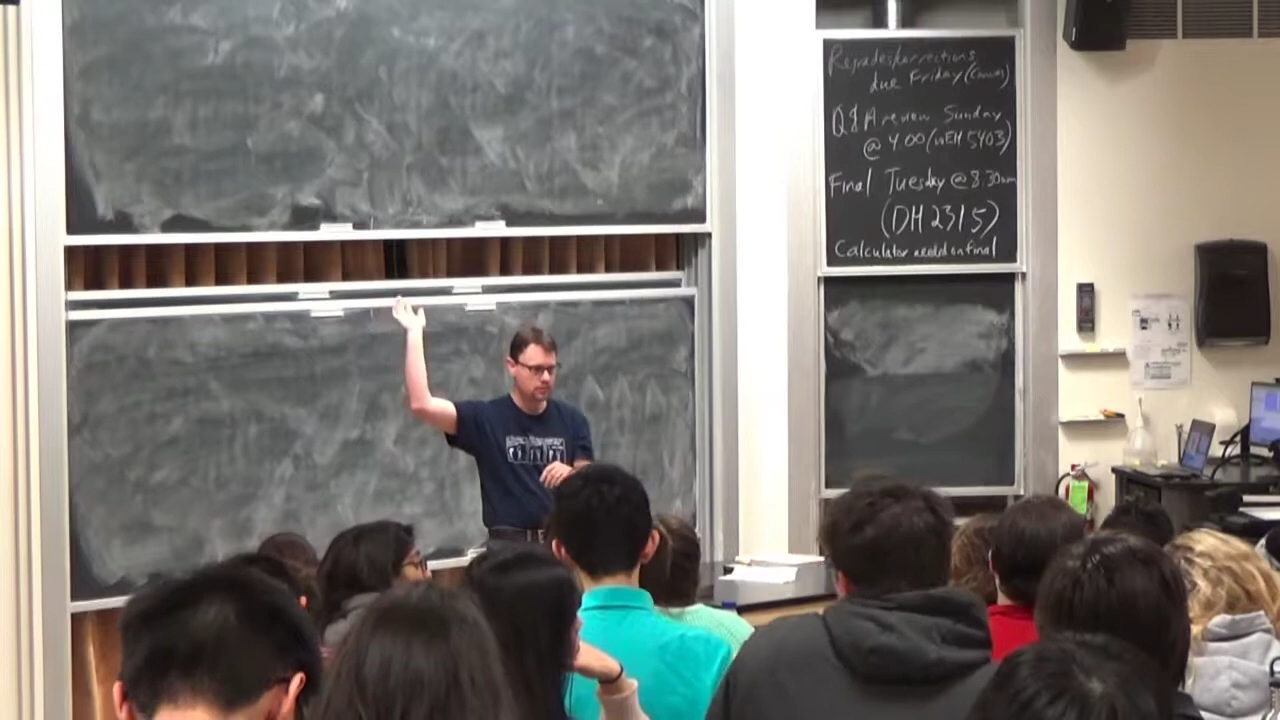 Regrades/corrections
due Friday (Canvas)
Q&A review Sunday
@ 4:00 (WEH 5403)
Final Tuesday @ 8:30am
(DH 2315)
Calculator needed on final